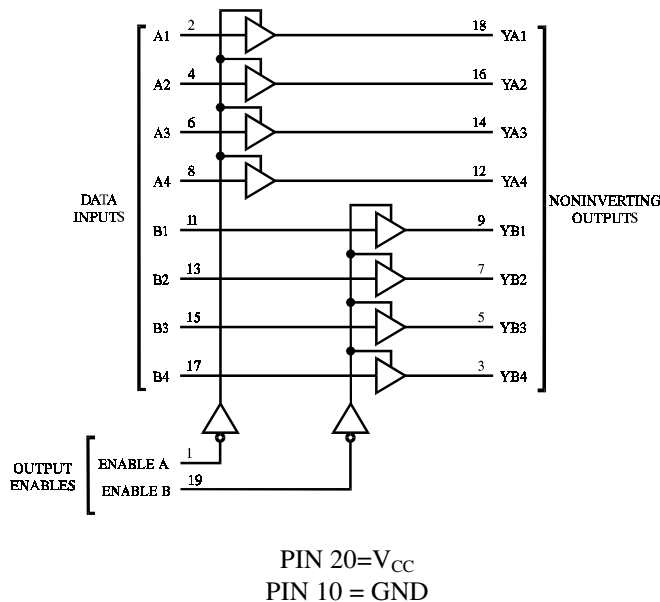 A1 2 18 YA1
A2 4 16 YA2
A3 6 14 YA3
A4 8 12 YA4
DATA
INPUTS
NONINVERTING
OUTPUTS
B1 11 9 YB1
B2 13 7 YB2
B3 15 5 YB3
B4 17 3 YB4
OUTPUT
ENABLES
ENABLE A 1
ENABLE B 19
PIN 20=VCC
PIN 10 = GND